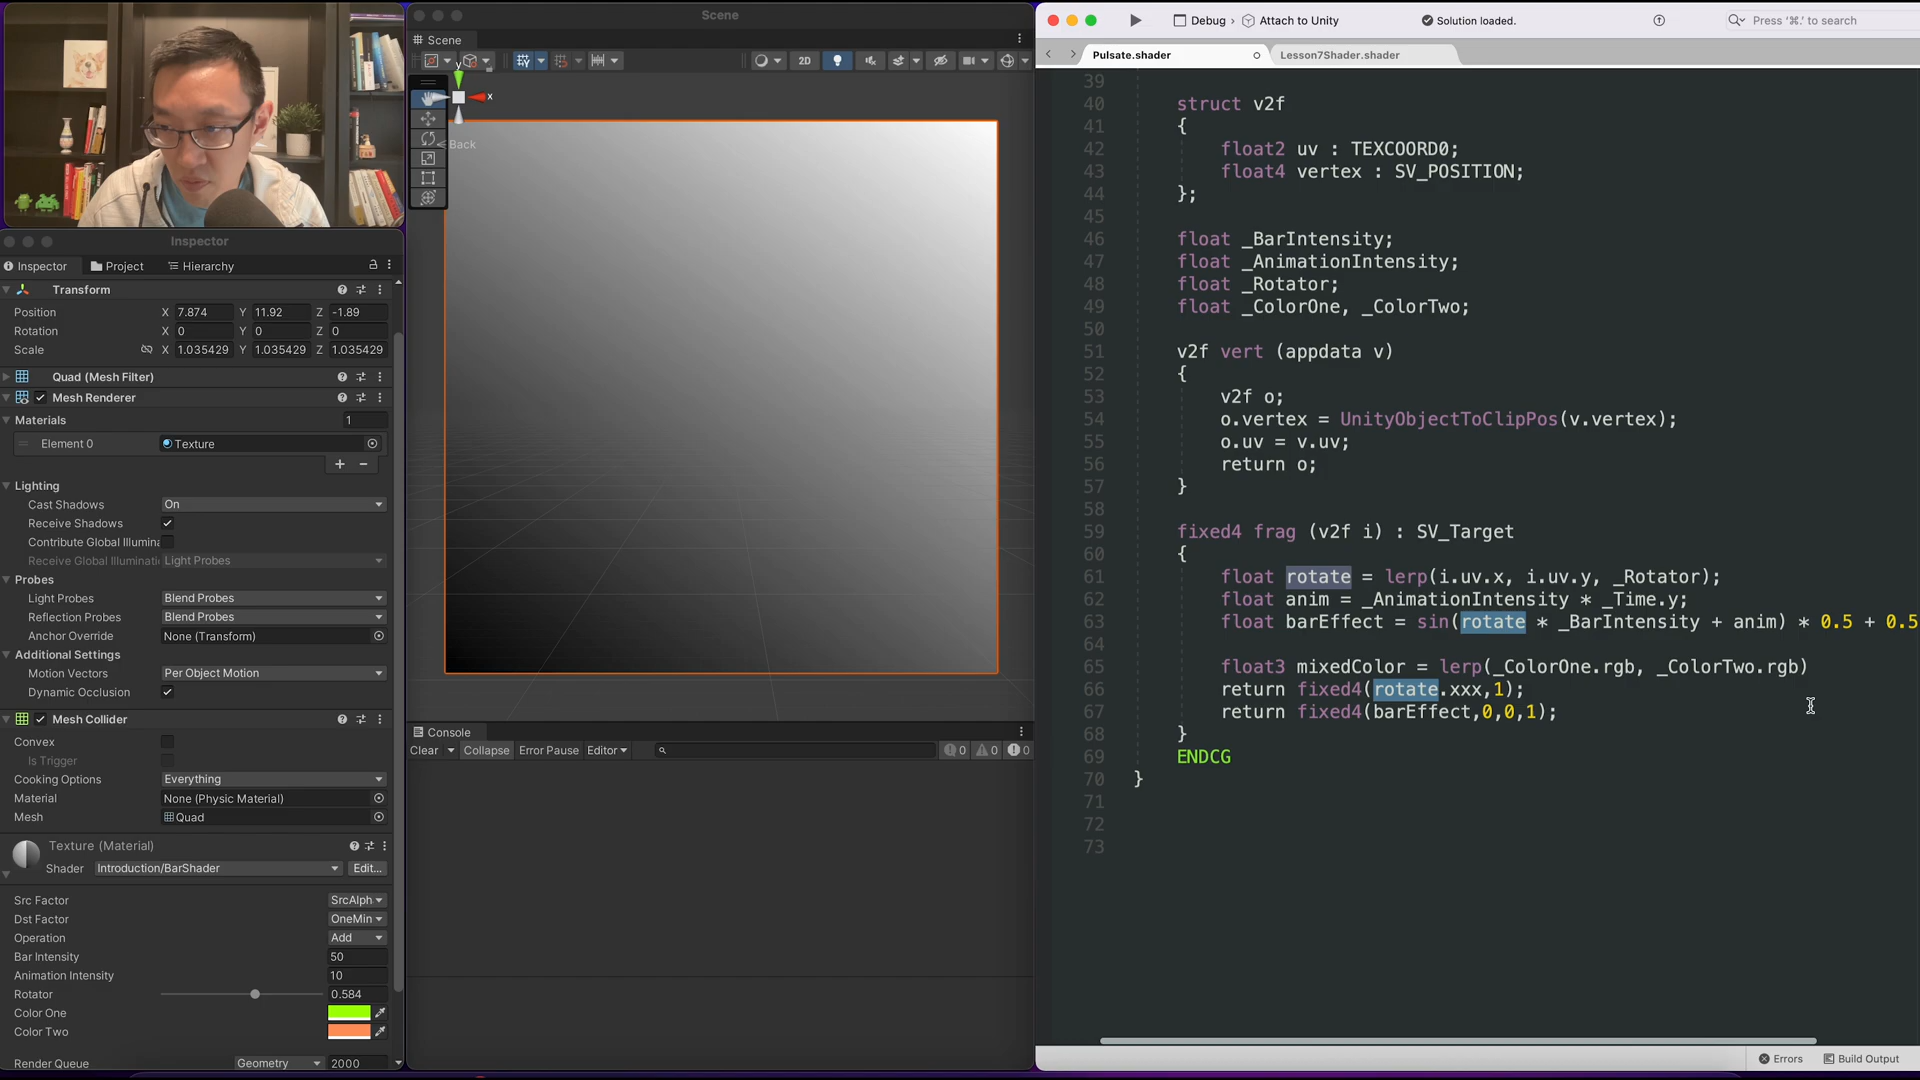 Inspector
Inspector
Project
Hierarchy
Transform
Position X 7.874 Y 11.92 Z -1.89
Rotation X 0 Y 0 Z 0
Scale X 1.035429 Y 1.035429 Z 1.035429
Quad (Mesh Filter)
Mesh Renderer
Materials 1
Element 0 Texture
+ −
Lighting
Cast Shadows On
Receive Shadows
Contribute Global Illumina
Receive Global Illuminati Light Probes
Probes
Light Probes Blend Probes
Reflection Probes Blend Probes
Anchor Override None (Transform)
Additional Settings
Motion Vectors Per Object Motion
Dynamic Occlusion
Mesh Collider
Convex
Is Trigger
Cooking Options Everything
Material None (Physic Material)
Mesh Quad
Texture (Material)
Shader Introduction/BarShader Edit...
Src Factor SrcAlph
Dst Factor OneMin
Operation Add
Bar Intensity 50
Animation Intensity 10
Rotator 0.584
Color One
Color Two
Render Queue Geometry 2000
Scene
Scene
2D
y
x
Back
Console
Clear Collapse Error Pause Editor 0 0 0
Debug › Attach to Unity
Solution loaded.
Press ‘⌘.’ to search
Pulsate.shader
Lesson7Shader.shader
39
40 struct v2f
41 {
42 float2 uv : TEXCOORD0;
43 float4 vertex : SV_POSITION;
44 };
45
46 float _BarIntensity;
47 float _AnimationIntensity;
48 float _Rotator;
49 float _ColorOne, _ColorTwo;
50
51 v2f vert (appdata v)
52 {
53 v2f o;
54 o.vertex = UnityObjectToClipPos(v.vertex);
55 o.uv = v.uv;
56 return o;
57 }
58
59 fixed4 frag (v2f i) : SV_Target
60 {
61 float rotate = lerp(i.uv.x, i.uv.y, _Rotator);
62 float anim = _AnimationIntensity * _Time.y;
63 float barEffect = sin(rotate * _BarIntensity + anim) * 0.5 + 0.5
64
65 float3 mixedColor = lerp(_ColorOne.rgb, _ColorTwo.rgb)
66 return fixed4(rotate.xxx,1);
67 return fixed4(barEffect,0,0,1);
68 }
69 ENDCG
70 }
71
72
73
Errors
Build Output